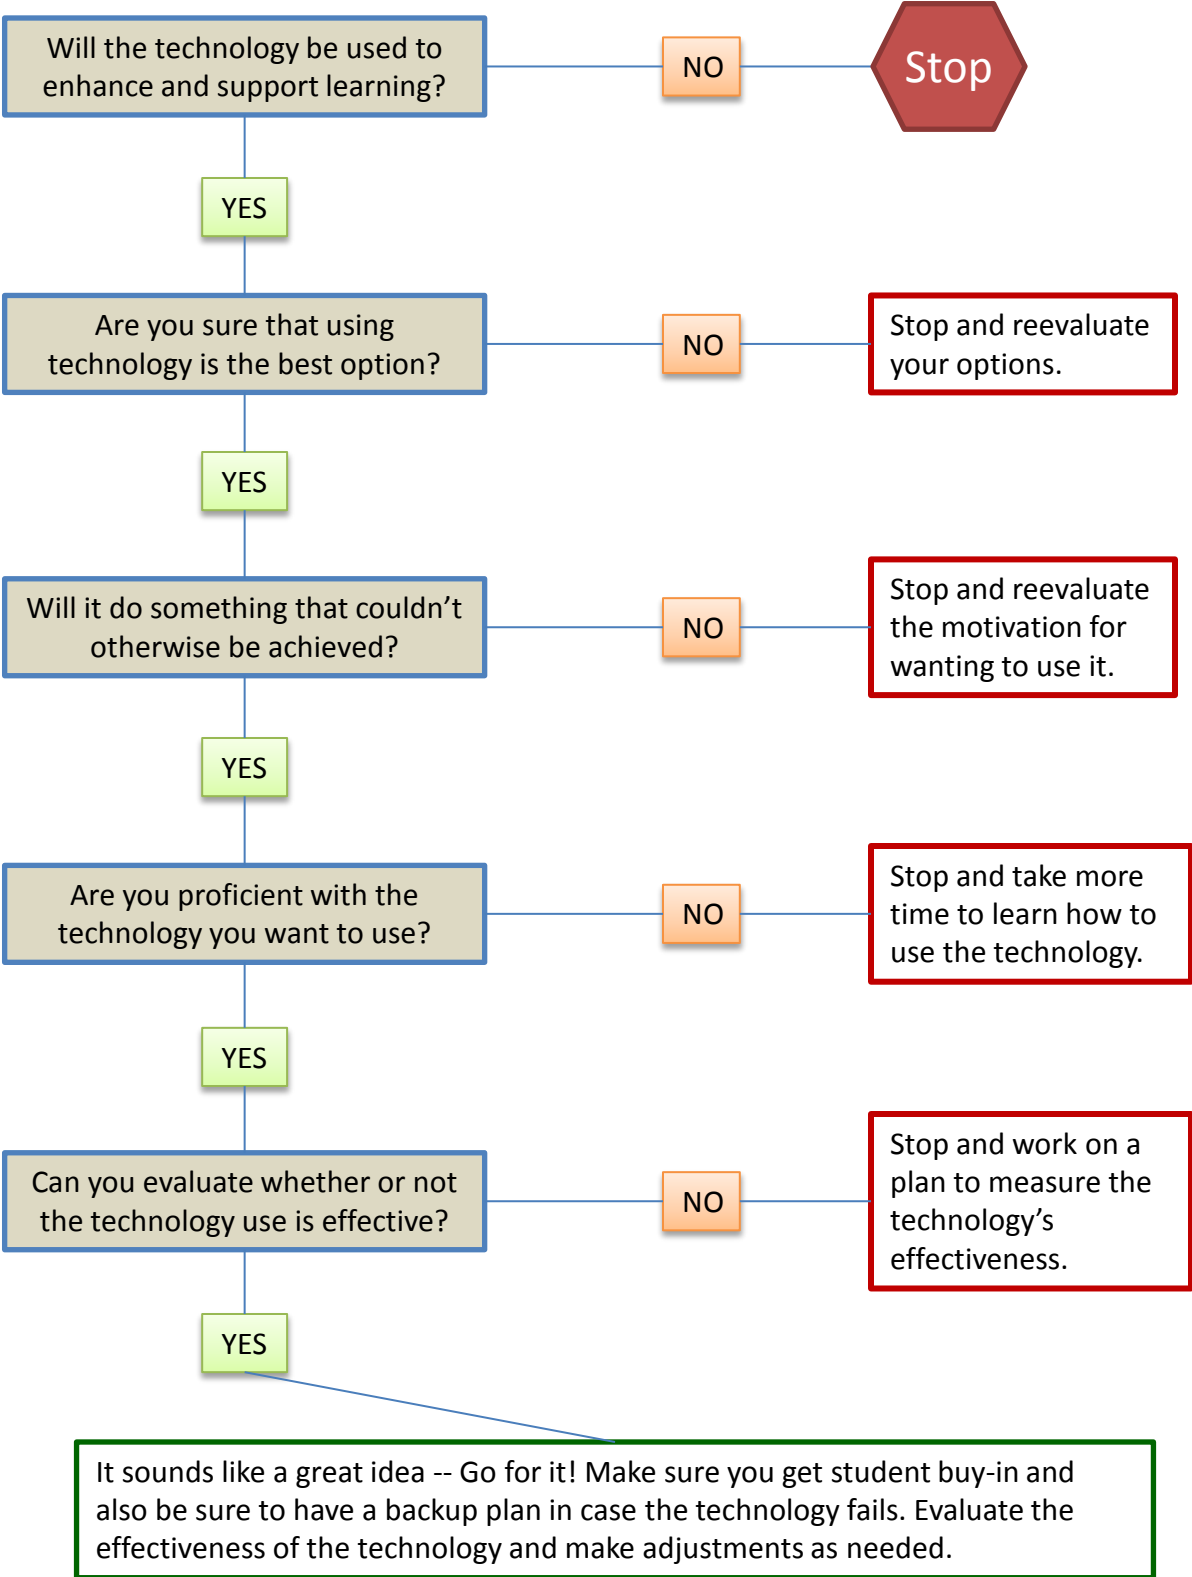 Will the technology be used to
enhance and support learning?
NO
Stop
YES
Are you sure that using
technology is the best option?
NO
Stop and reevaluate
your options.
YES
Will it do something that couldn’t
otherwise be achieved?
NO
Stop and reevaluate
the motivation for
wanting to use it.
YES
Are you proficient with the
technology you want to use?
NO
Stop and take more
time to learn how to
use the technology.
YES
Can you evaluate whether or not
the technology use is effective?
NO
Stop and work on a
plan to measure the
technology’s
effectiveness.
YES
It sounds like a great idea -- Go for it! Make sure you get student buy-in and
also be sure to have a backup plan in case the technology fails. Evaluate the
effectiveness of the technology and make adjustments as needed.